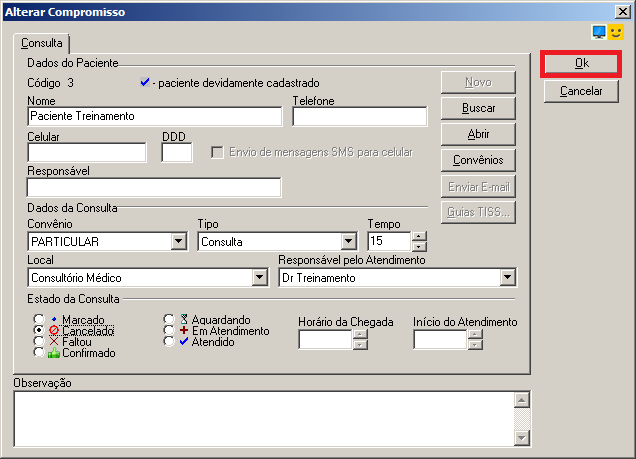 Alterar Compromisso
Consulta
Dados do Paciente
Código 3
- paciente devidamente cadastrado
Nome
Telefone
Paciente Treinamento
Celular
DDD
Envio de mensagens SMS para celular
Responsável
Novo
Buscar
Abrir
Convênios
Enviar E-mail
Guias TISS...
Ok
Cancelar
Dados da Consulta
Convênio
Tipo
Tempo
PARTICULAR
Consulta
15
Local
Responsável pelo Atendimento
Consultório Médico
Dr Treinamento
Estado da Consulta
Marcado
Cancelado
Faltou
Confirmado
Aguardando
Em Atendimento
Atendido
Horário da Chegada
Início do Atendimento
Observação